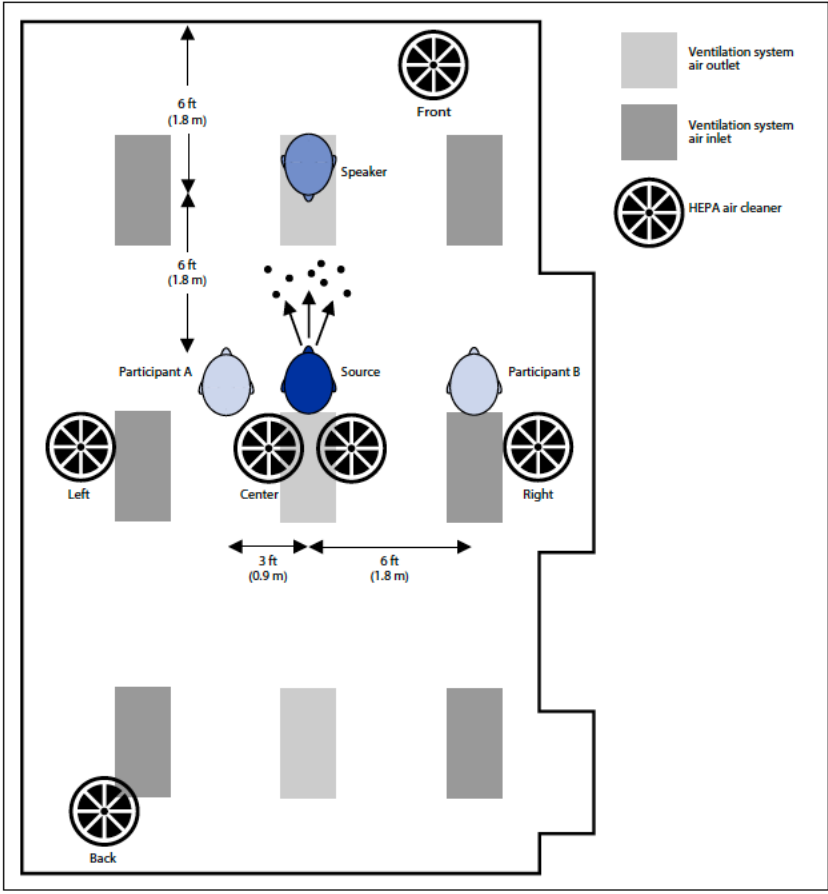 6 ft
(1.8 m)
Front
Speaker
Ventilation system
air outlet
Ventilation system
air inlet
HEPA air cleaner
6 ft
(1.8 m)
Participant A
Source
Participant B
Left
Center
Right
3 ft
(0.9 m)
6 ft
(1.8 m)
Back